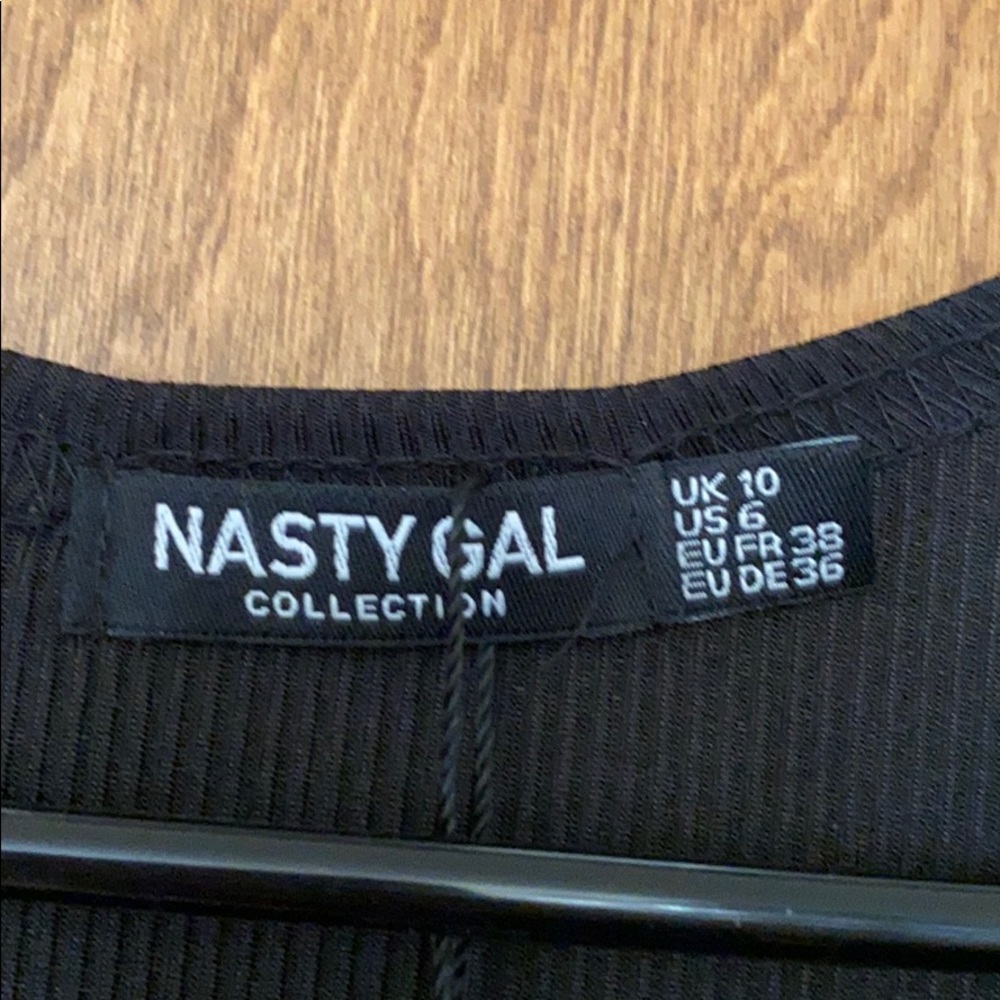 NASTY GAL
COLLECTION
UK 10
US 6
EU FR 38
EU DE 36